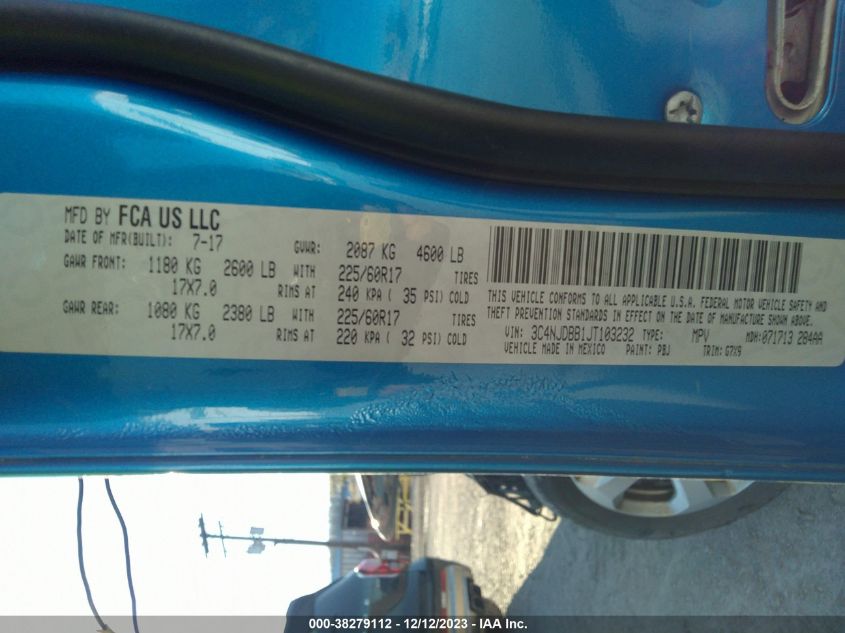 MFD BY FCA US LLC
DATE OF MFR(BUILT): 7-17 GVWR: 2087 KG 4600 LB
GAWR FRONT: 1180 KG 2600 LB WITH 225/60R17 TIRES
17X7.0 RIMS AT 240 KPA ( 35 PSI) COLD
GAWR REAR: 1080 KG 2380 LB WITH 225/60R17 TIRES
17X7.0 RIMS AT 220 KPA ( 32 PSI) COLD
THIS VEHICLE CONFORMS TO ALL APPLICABLE U.S.A. FEDERAL MOTOR VEHICLE SAFETY AND
THEFT PREVENTION STANDARDS IN EFFECT ON THE DATE OF MANUFACTURE SHOWN ABOVE.
VIN: 3C4NJDBB1JT103232 TYPE: MPV MDH:071713 284AA
VEHICLE MADE IN MEXICO PAINT: PBJ TRIM: G7X9
000-38279112 - 12/12/2023 - IAA Inc.